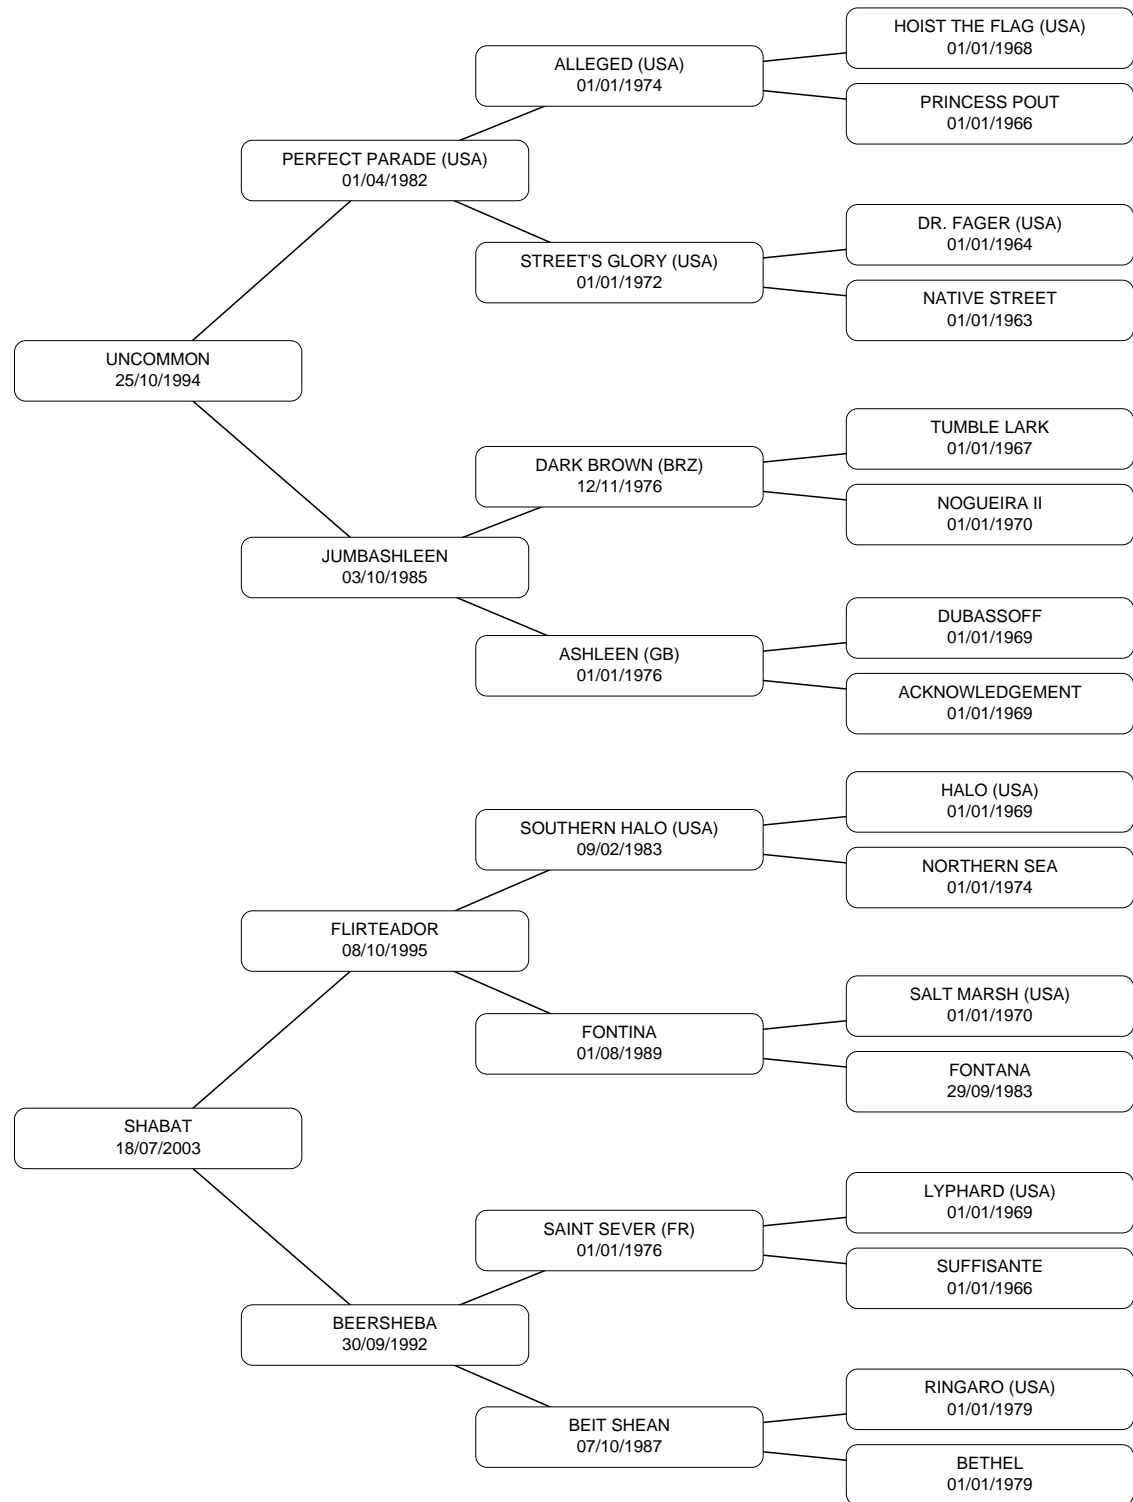 HOIST THE FLAG (USA)
01/01/1968
ALLEGED (USA)
01/01/1974
PRINCESS POUT
01/01/1966
PERFECT PARADE (USA)
01/04/1982
DR. FAGER (USA)
01/01/1964
STREET'S GLORY (USA)
01/01/1972
NATIVE STREET
01/01/1963
UNCOMMON
25/10/1994
TUMBLE LARK
01/01/1967
DARK BROWN (BRZ)
12/11/1976
NOGUEIRA II
01/01/1970
JUMBASHLEEN
03/10/1985
DUBASSOFF
01/01/1969
ASHLEEN (GB)
01/01/1976
ACKNOWLEDGEMENT
01/01/1969
HALO (USA)
01/01/1969
SOUTHERN HALO (USA)
09/02/1983
NORTHERN SEA
01/01/1974
FLIRTEADOR
08/10/1995
SALT MARSH (USA)
01/01/1970
FONTINA
01/08/1989
FONTANA
29/09/1983
SHABAT
18/07/2003
LYPHARD (USA)
01/01/1969
SAINT SEVER (FR)
01/01/1976
SUFFISANTE
01/01/1966
BEERSHEBA
30/09/1992
RINGARO (USA)
01/01/1979
BEIT SHEAN
07/10/1987
BETHEL
01/01/1979